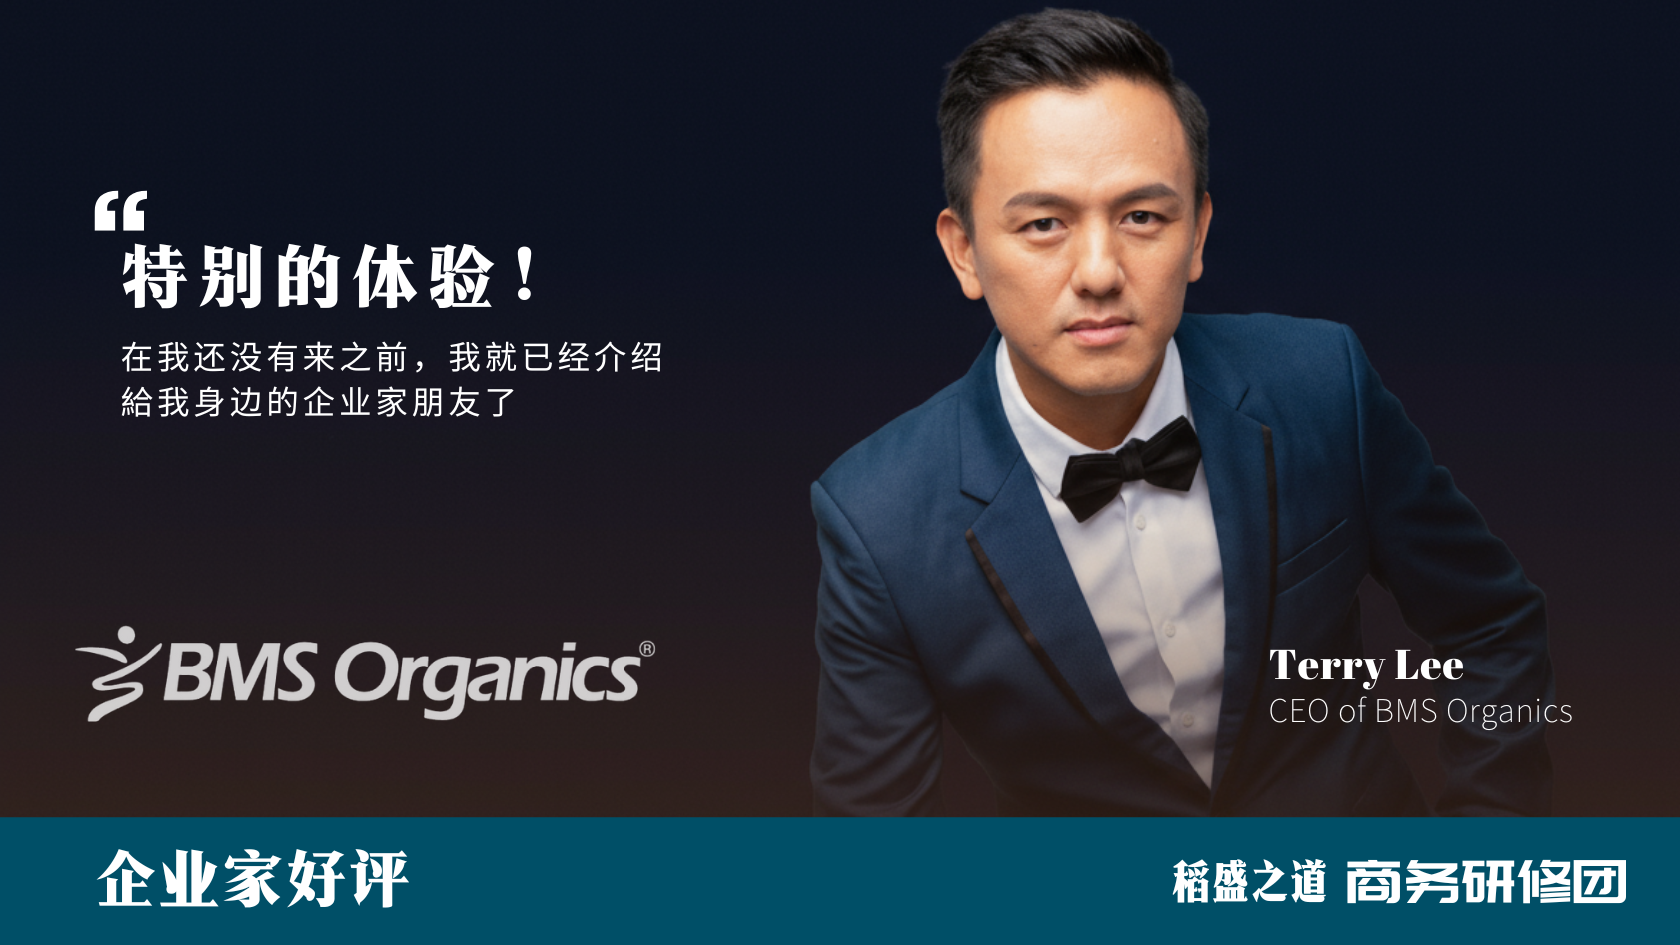 “
特别的体验！
在我还没有来之前，我就已经介绍
給我身边的企业家朋友了
BMS Organics®
Terry Lee
CEO of BMS Organics
企业家好评
稻盛之道 商务研修团